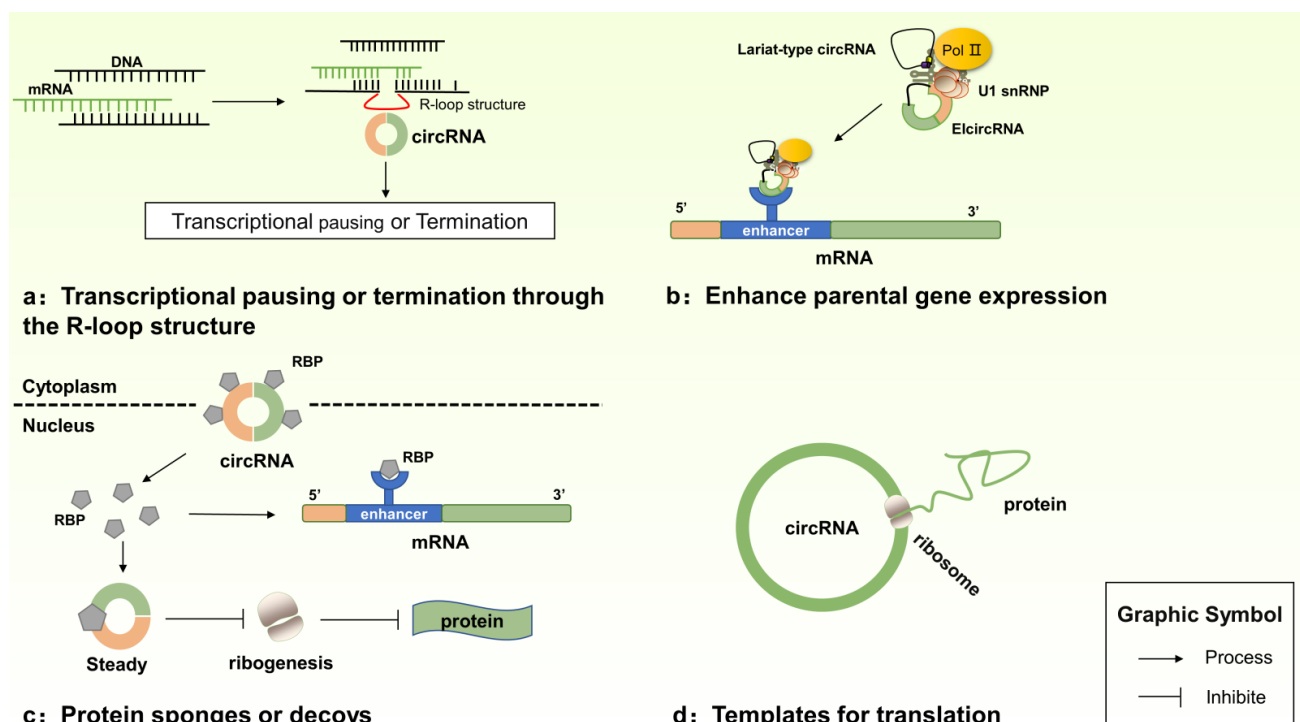 DNA
mRNA
R-loop structure
circRNA
Transcriptional pausing or Termination
a: Transcriptional pausing or termination through
the R-loop structure
Lariat-type circRNA
Pol II
U1 snRNP
ElcircRNA
5’
3’
enhancer
mRNA
b: Enhance parental gene expression
RBP
Cytoplasm
Nucleus
circRNA
RBP
RBP
5’
3’
enhancer
mRNA
Steady
ribogenesis
protein
c: Protein sponges or decoys
circRNA
protein
ribosome
d: Templates for translation
Graphic Symbol
Process
Inhibite